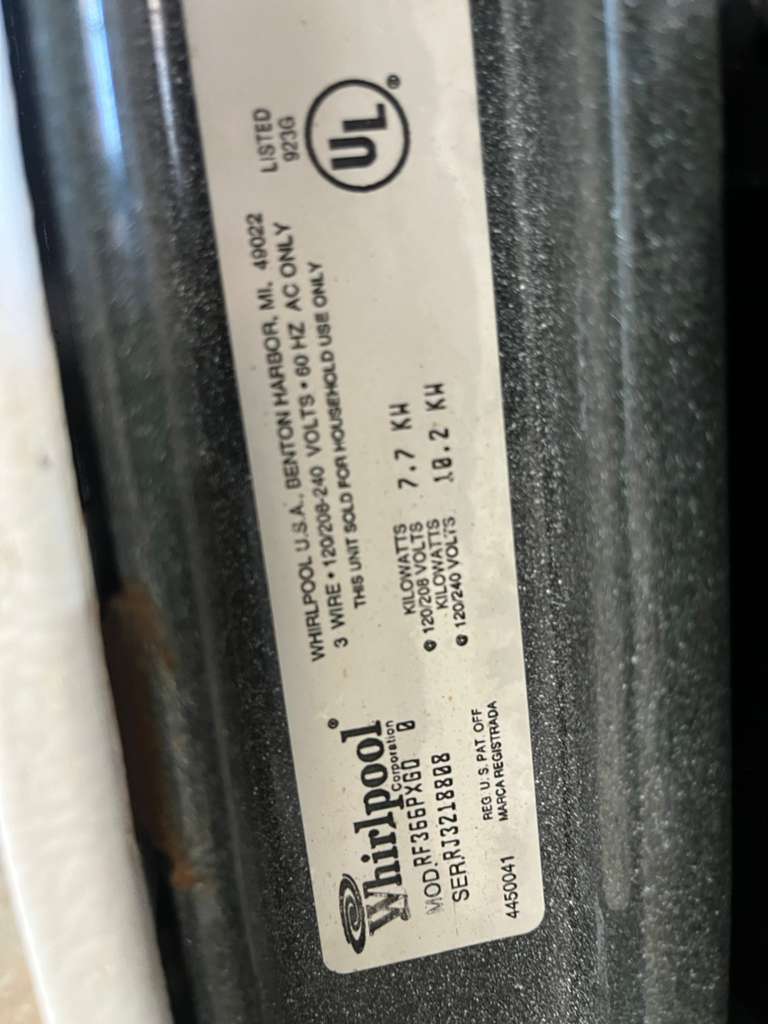 WHIRLPOOL U.S.A., BENTON HARBOR, MI. 49022
3 WIRE • 120/208-240 VOLTS • 60 HZ AC ONLY
THIS UNIT SOLD FOR HOUSEHOLD USE ONLY
LISTED
923G
UL®
Whirlpool®
Corporation
MOD.RF366PXGQ 0
SER.RJ3218808
KILOWATTS
@ 120/208 VOLTS 7.7 KW
KILOWATTS
@ 120/240 VOLTS 10.2 KW
REG. U.S. PAT. OFF
MARCA REGISTRADA
4450041